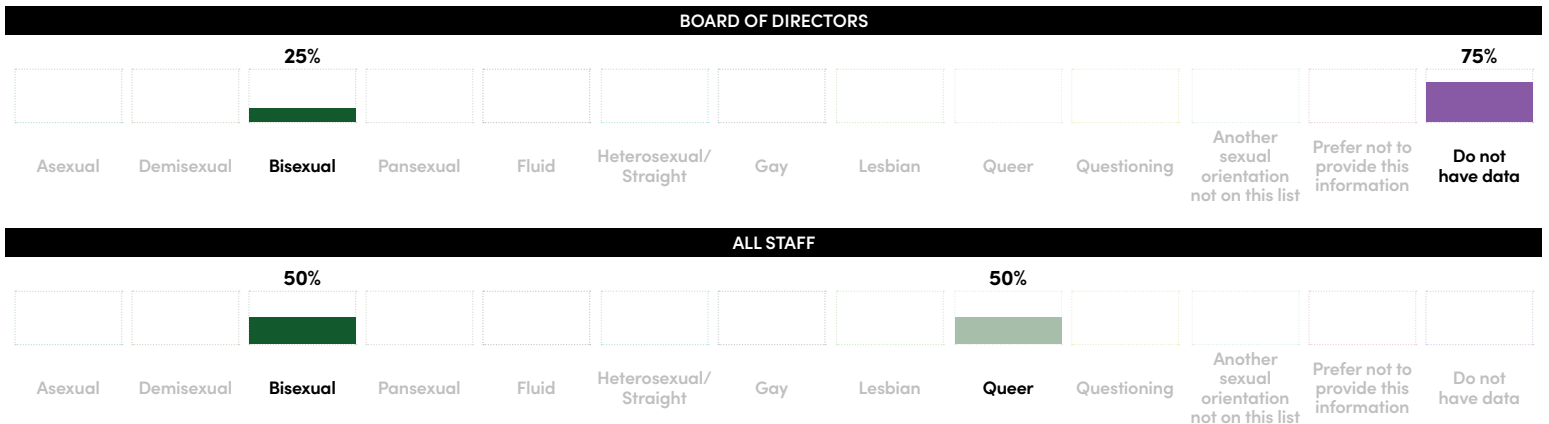 BOARD OF DIRECTORS
25%
75%
Asexual
Demisexual
Bisexual
Pansexual
Fluid
Heterosexual/
Straight
Gay
Lesbian
Queer
Questioning
Another
sexual
orientation
not on this list
Prefer not to
provide this
information
Do not
have data
ALL STAFF
50%
50%
Asexual
Demisexual
Bisexual
Pansexual
Fluid
Heterosexual/
Straight
Gay
Lesbian
Queer
Questioning
Another
sexual
orientation
not on this list
Prefer not to
provide this
information
Do not
have data